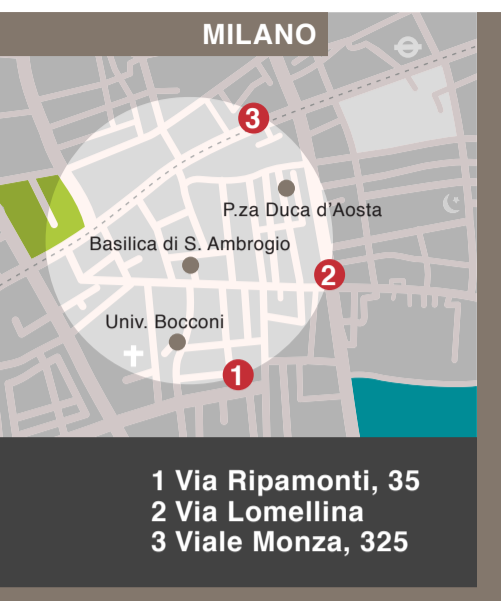 MILANO
3
P.za Duca d'Aosta
Basilica di S. Ambrogio
2
Univ. Bocconi
1
1 Via Ripamonti, 35
2 Via Lomellina
3 Viale Monza, 325